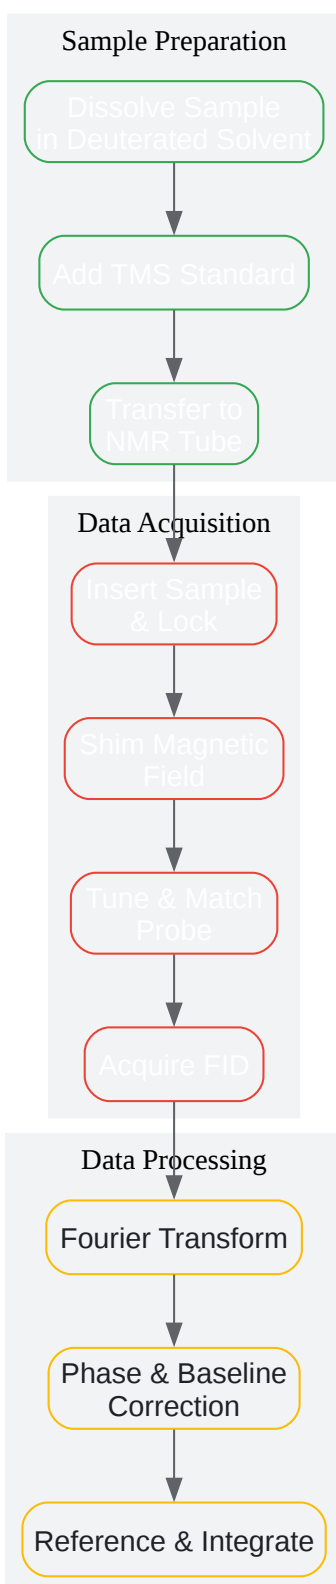 Sample Preparation
Dissolve Sample
in Deuterated Solvent
Add TMS Standard
Transfer to
NMR Tube
Data Acquisition
Insert Sample
& Lock
Shim Magnetic
Field
Tune & Match
Probe
Acquire FID
Data Processing
Fourier Transform
Phase & Baseline
Correction
Reference & Integrate